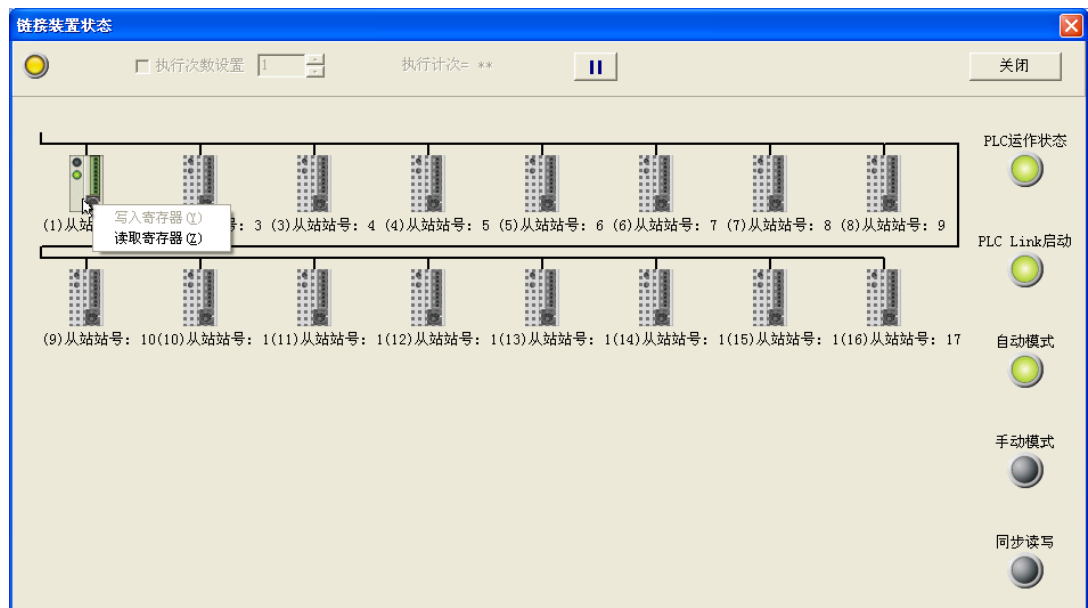 链接装置状态
执行次数设置 1 执行计次= ** 关闭
PLC运作状态
(1)从站 号: 3 (3)从站站号: 4 (4)从站站号: 5 (5)从站站号: 6 (6)从站站号: 7 (7)从站站号: 8 (8)从站站号: 9
写入寄存器(Y)
读取寄存器(Z)
PLC Link启动
(9)从站站号: 10(10)从站站号: 1(11)从站站号: 1(12)从站站号: 1(13)从站站号: 1(14)从站站号: 1(15)从站站号: 1(16)从站站号: 17
自动模式
手动模式
同步读写